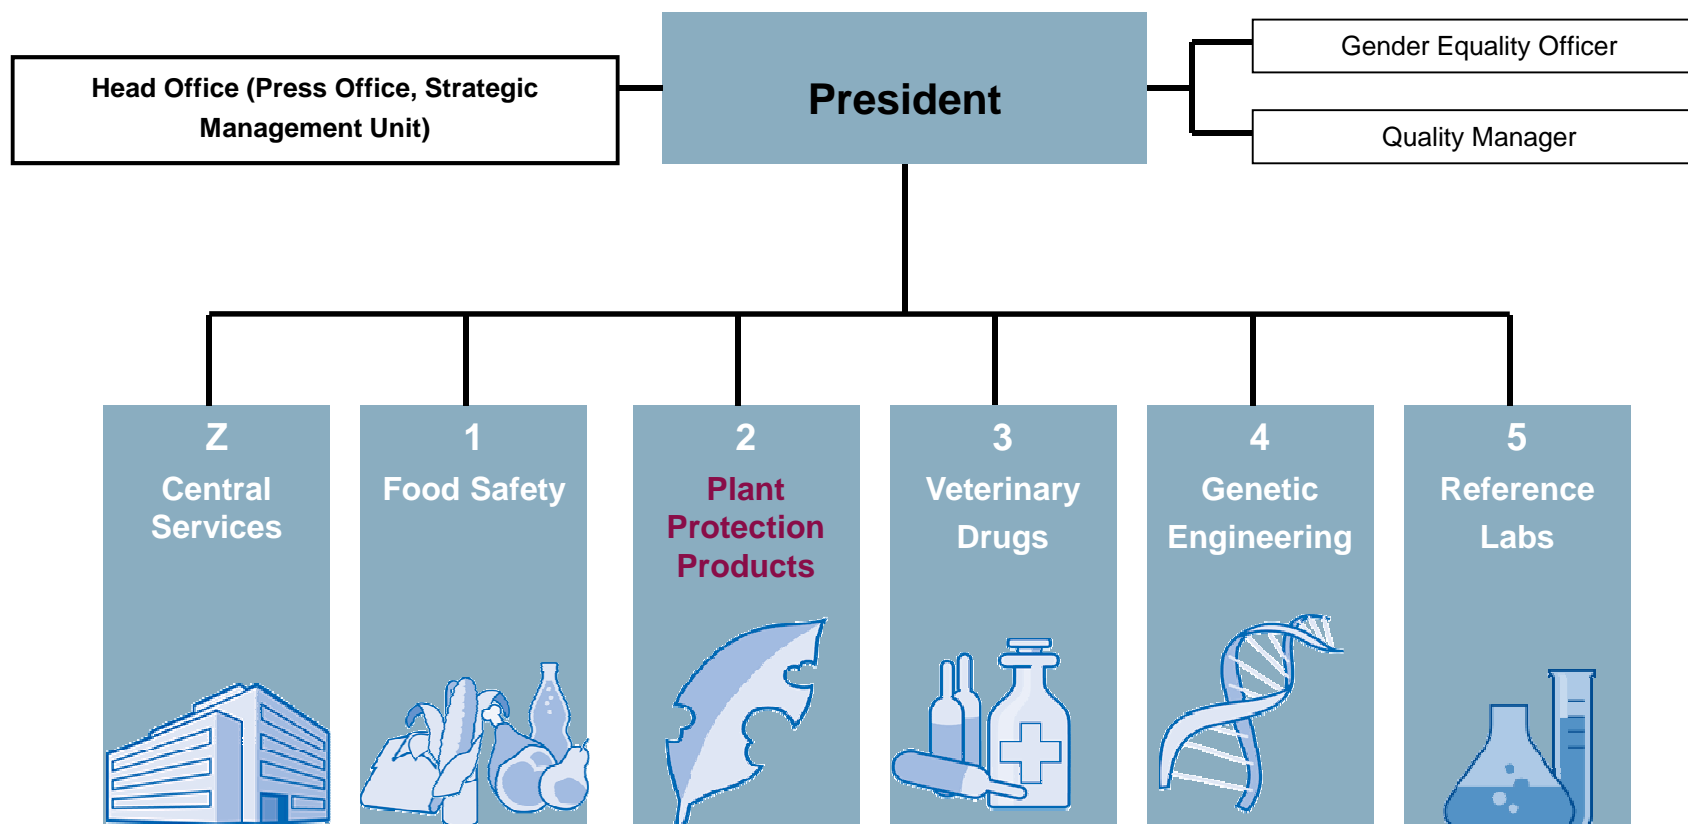 Head Office (Press Office, Strategic
Management Unit)
President
Gender Equality Officer
Quality Manager
Z
Central
Services
1
Food Safety
2
Plant
Protection
Products
3
Veterinary
Drugs
4
Genetic
Engineering
5
Reference
Labs